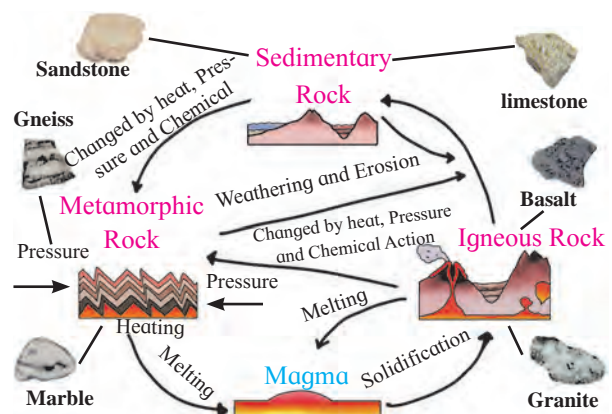 Sandstone
Sedimentary
Rock
limestone
Changed by heat, Pres-
sure and Chemical
Gneiss
Weathering and Erosion
Basalt
Metamorphic
Rock
Changed by heat, Pressure
and Chemical Action
Igneous Rock
Pressure
Pressure
Heating
Melting
Melting
Magma
Solidification
Marble
Granite